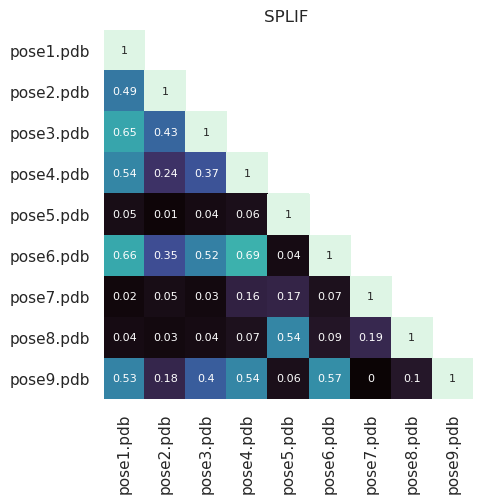 SPLIF
pose1.pdb 1
pose2.pdb 0.49 1
pose3.pdb 0.65 0.43 1
pose4.pdb 0.54 0.24 0.37 1
pose5.pdb 0.05 0.01 0.04 0.06 1
pose6.pdb 0.66 0.35 0.52 0.69 0.04 1
pose7.pdb 0.02 0.05 0.03 0.16 0.17 0.07 1
pose8.pdb 0.04 0.03 0.04 0.07 0.54 0.09 0.19 1
pose9.pdb 0.53 0.18 0.4 0.54 0.06 0.57 0 0.1 1
pose1.pdb pose2.pdb pose3.pdb pose4.pdb pose5.pdb pose6.pdb pose7.pdb pose8.pdb pose9.pdb